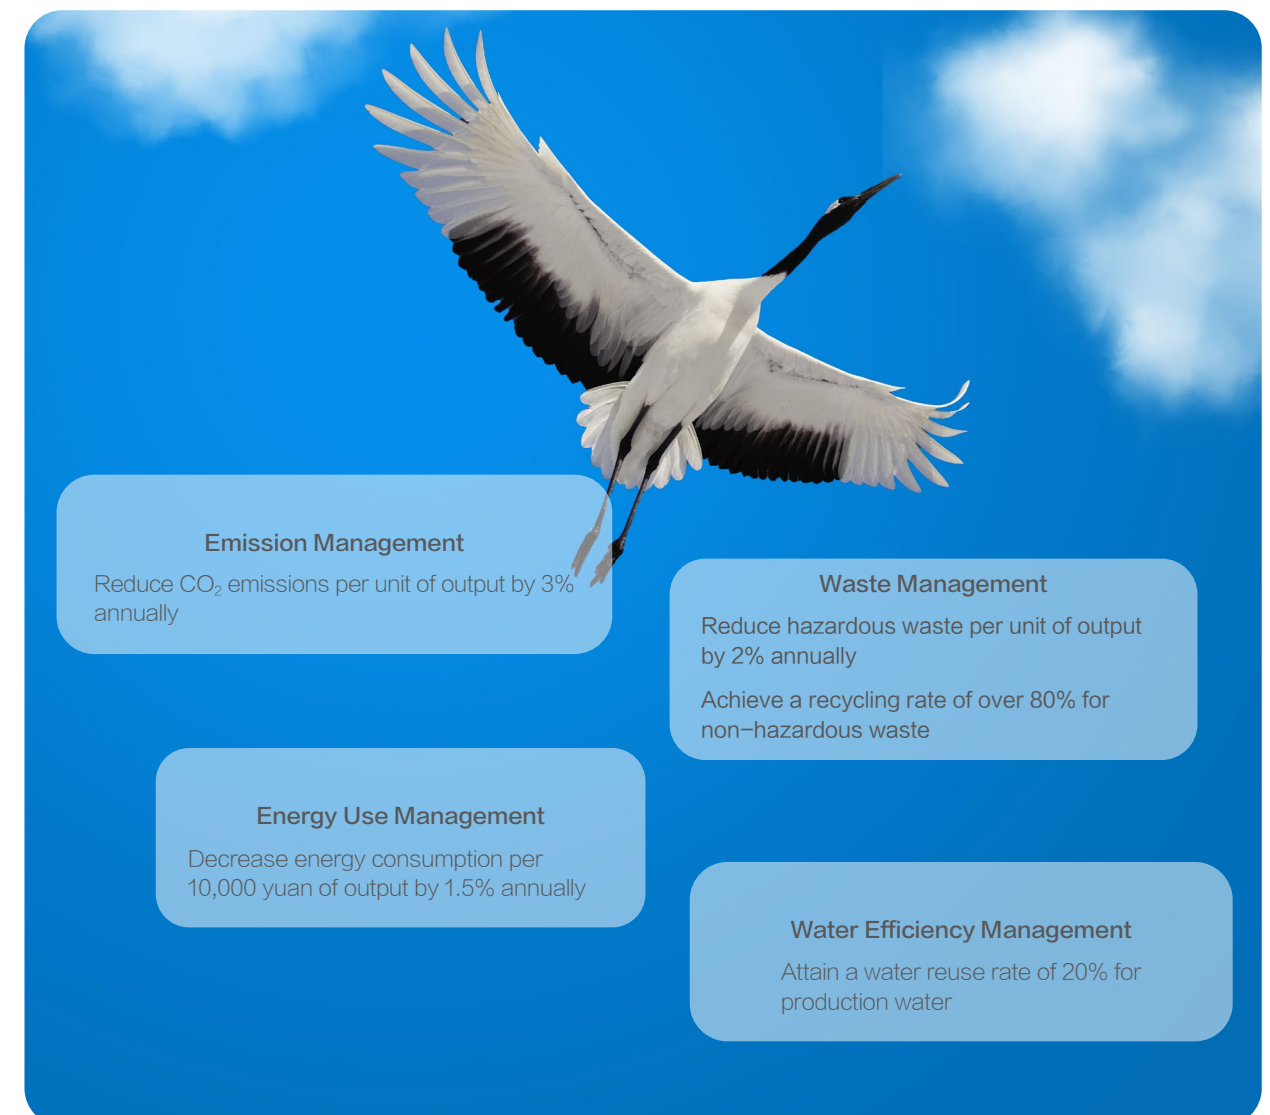 Emission Management
Reduce CO₂ emissions per unit of output by 3%
annually
Waste Management
Reduce hazardous waste per unit of output
by 2% annually
Achieve a recycling rate of over 80% for
non-hazardous waste
Energy Use Management
Decrease energy consumption per
10,000 yuan of output by 1.5% annually
Water Efficiency Management
Attain a water reuse rate of 20% for
production water